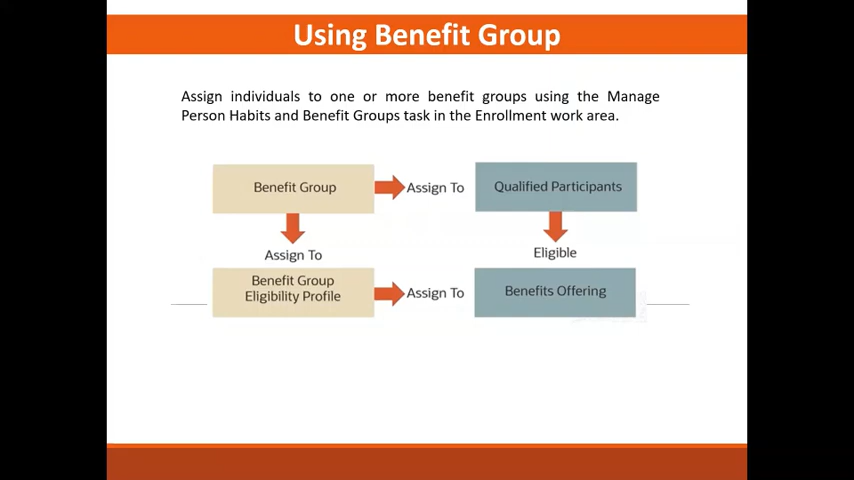 Using Benefit Group
Assign individuals to one or more benefit groups using the Manage
Person Habits and Benefit Groups task in the Enrollment work area.
Benefit Group
Assign To
Qualified Participants
Assign To
Eligible
Benefit Group
Eligibility Profile
Assign To
Benefits Offering